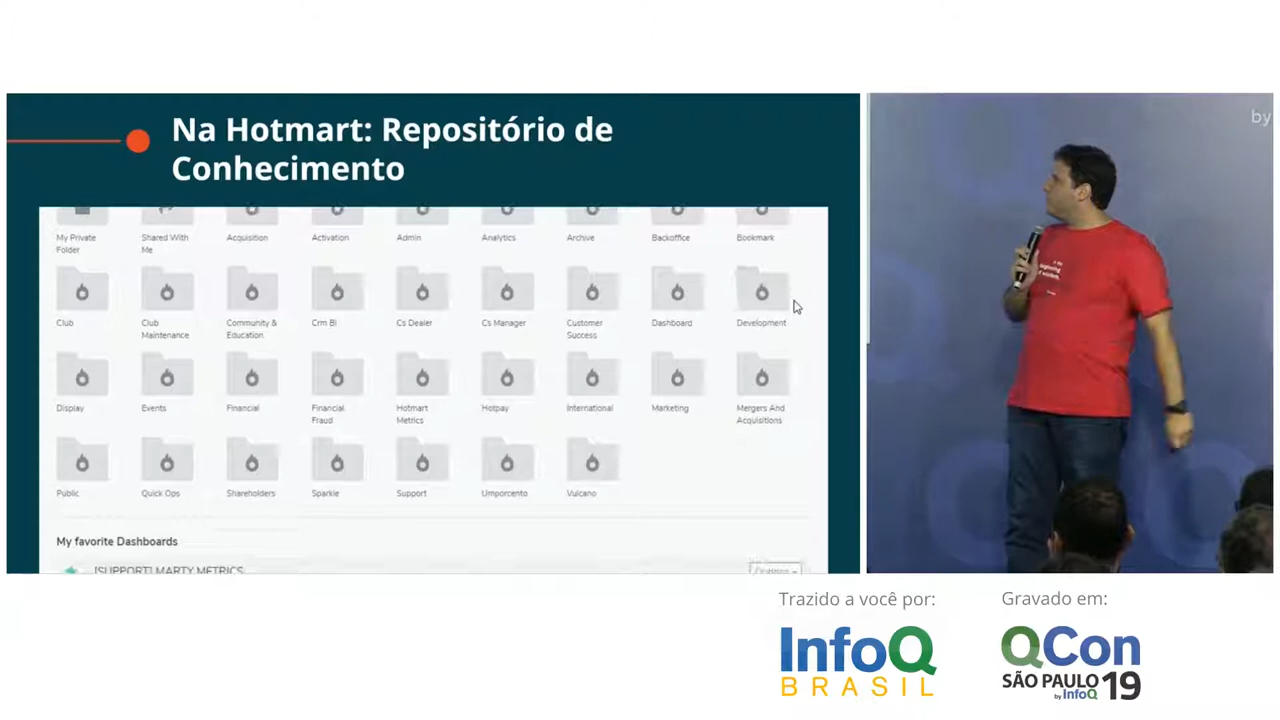 Na Hotmart: Repositório de
Conhecimento
by
My Private
Folder
Shared With
Me
Acquisition
Activation
Admin
Analytics
Archive
Backoffice
Bookmark
Club
Club
Maintenance
Community &
Education
Crm Bi
Cs Dealer
Cs Manager
Customer
Success
Dashboard
Development
Display
Events
Financial
Financial
Fraud
Hotmart
Metrics
Hotpay
International
Marketing
Mergers And
Acquisitions
Public
Quick Ops
Shareholders
Sparkle
Support
Umporcento
Vulcano
My favorite Dashboards
[SUPPORT] MARTY METRICS
Trazido a você por:
InfoQ
BRASIL
Gravado em:
QCon
SÃO PAULO 19
by InfoQ